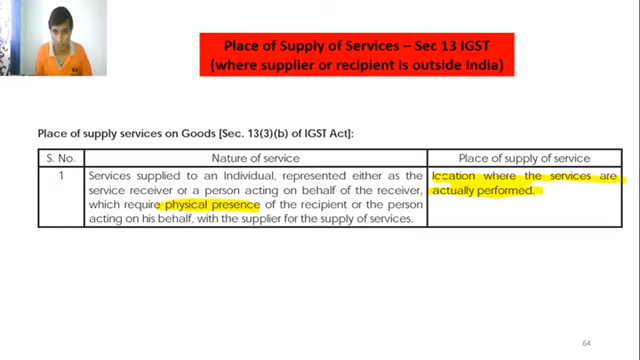 Place of Supply of Services – Sec 13 IGST
(where supplier or recipient is outside India)
Place of supply services on Goods [Sec. 13(3)(b) of IGST Act]:
S. No. Nature of service Place of supply of service
1 Services supplied to an Individual, represented either as the location where the services are
service receiver or a person acting on behalf of the receiver, actually performed.
which require physical presence of the recipient or the person
acting on his behalf, with the supplier for the supply of services.
64